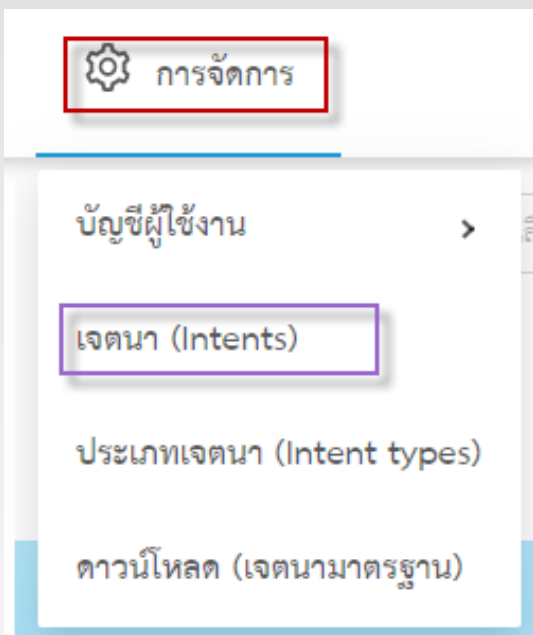 การจัดการ
บัญชีผู้ใช้งาน
เจตนา (Intents)
ประเภทเจตนา (Intent types)
ดาวน์โหลด (เจตนามาตรฐาน)